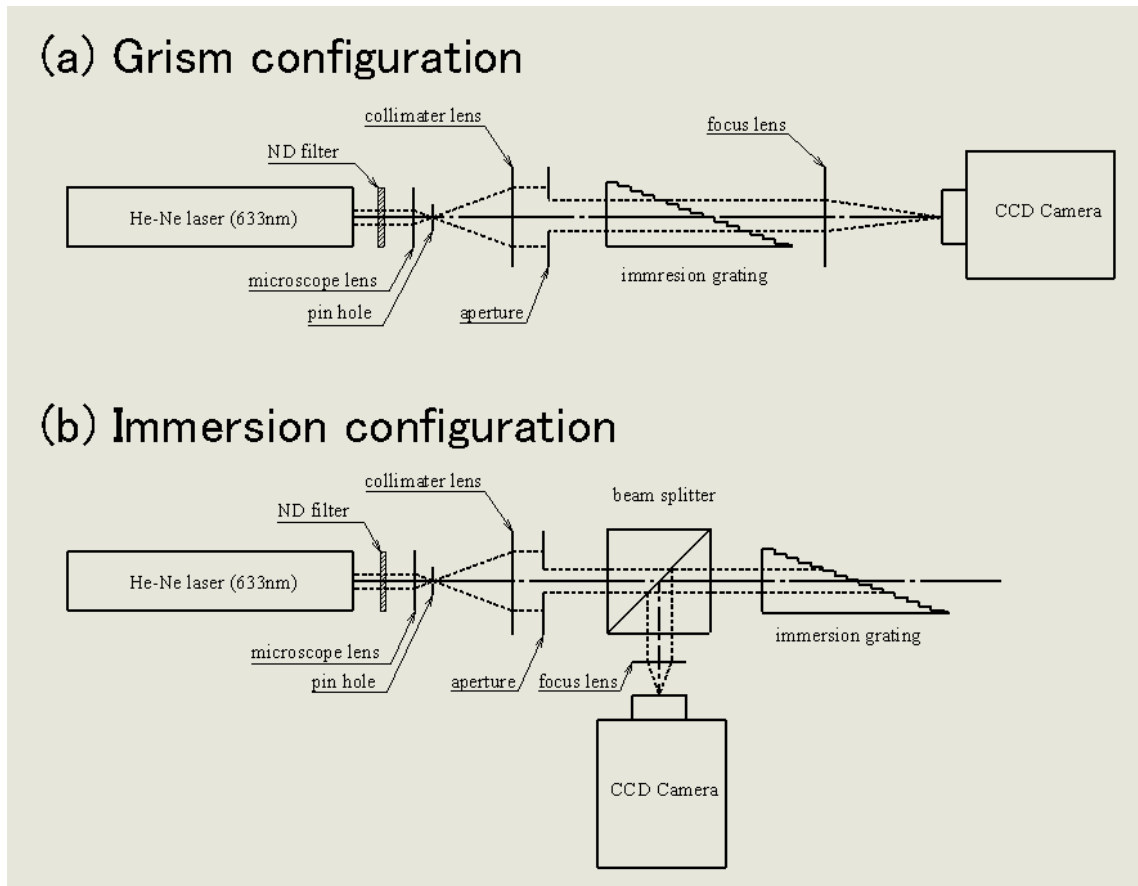 (a) Grism configuration
collimater lens
focus lens
ND filter
He-Ne laser (633nm)
CCD Camera
microscope lens
immresion grating
pin hole
aperture
(b) Immersion configuration
collimater lens
beam splitter
ND filter
He-Ne laser (633nm)
immersion grating
microscope lens
pin hole
aperture
focus lens
CCD Camera